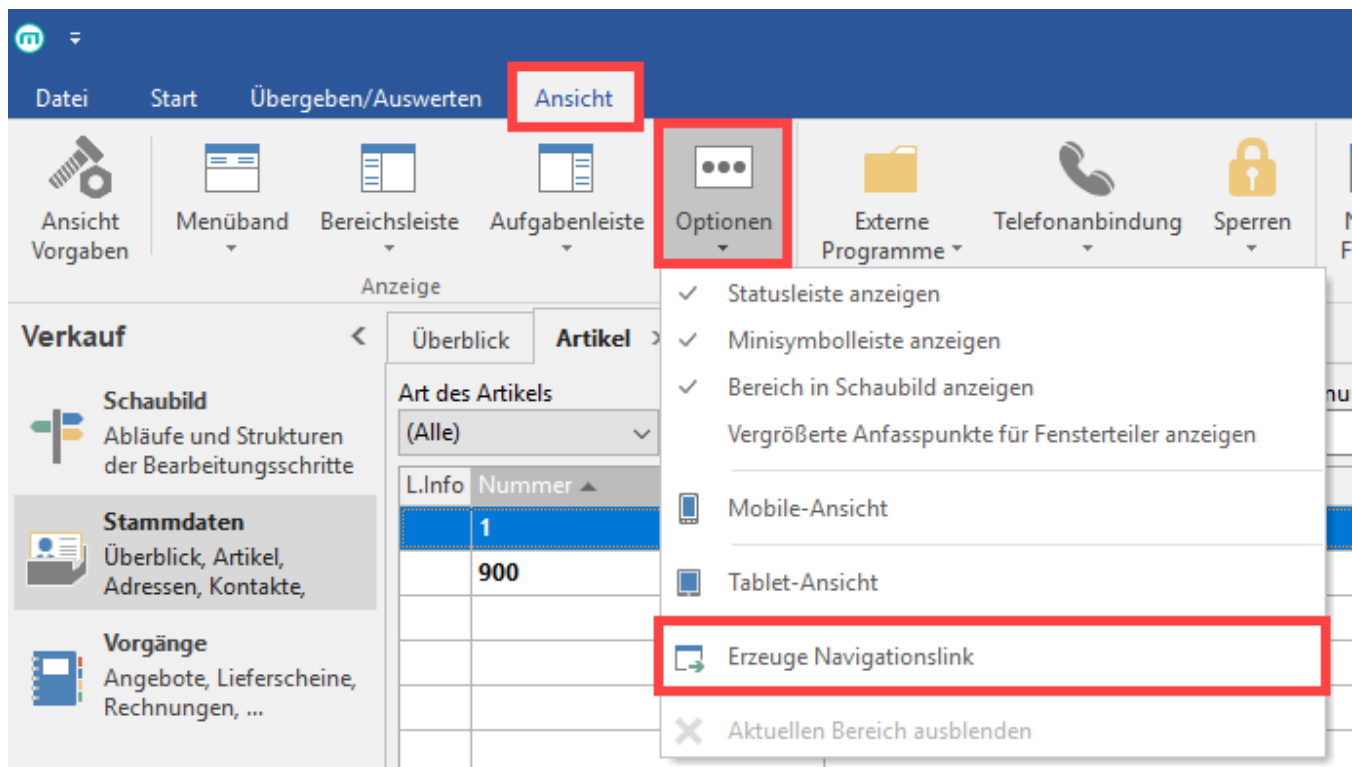 Datei Start Übergeben/Auswerten Ansicht
Ansicht
Vorgaben
Menüband
Bereichsleiste
Aufgabenleiste
Optionen
Externe
Programme
Telefonanbindung
Sperren
Anzeige
Verkauf
Schaubild
Abläufe und Strukturen
der Bearbeitungsschritte
Stammdaten
Überblick, Artikel,
Adressen, Kontakte,
Vorgänge
Angebote, Lieferscheine,
Rechnungen, ...
Überblick Artikel
Art des Artikels
(Alle)
L.Info Nummer
1
900
Statusleiste anzeigen
Minisymbolleiste anzeigen
Bereich in Schaubild anzeigen
Vergrößerte Anfasspunkte für Fensterteiler anzeigen
Mobile-Ansicht
Tablet-Ansicht
Erzeuge Navigationslink
Aktuellen Bereich ausblenden